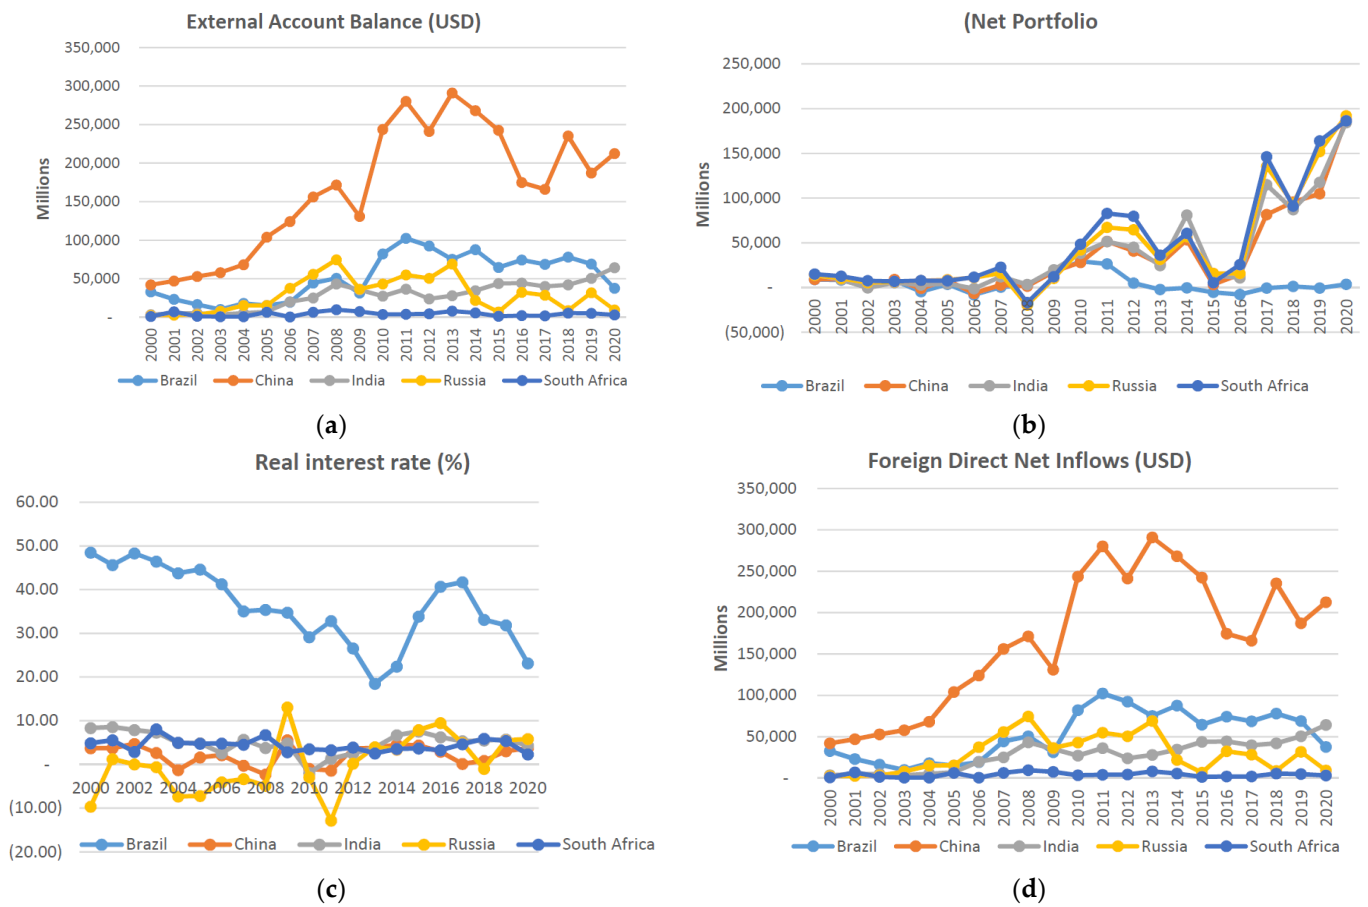 External Account Balance (USD)
350,000
300,000
250,000
200,000
150,000
100,000
50,000
-
Millions
2000 2001 2002 2003 2004 2005 2006 2007 2008 2009 2010 2011 2012 2013 2014 2015 2016 2017 2018 2019 2020
Brazil China India Russia South Africa
(a)
(Net Portfolio
250,000
200,000
150,000
100,000
50,000
-
(50,000)
Millions
2000 2001 2002 2003 2004 2005 2006 2007 2008 2009 2010 2011 2012 2013 2014 2015 2016 2017 2018 2019 2020
Brazil China India Russia South Africa
(b)
Real interest rate (%)
60.00
50.00
40.00
30.00
20.00
10.00
-
(10.00)
(20.00)
2000 2002 2004 2006 2008 2010 2012 2014 2016 2018 2020
Brazil China India Russia South Africa
(c)
Foreign Direct Net Inflows (USD)
350,000
300,000
250,000
200,000
150,000
100,000
50,000
-
Millions
2000 2001 2002 2003 2004 2005 2006 2007 2008 2009 2010 2011 2012 2013 2014 2015 2016 2017 2018 2019 2020
Brazil China India Russia South Africa
(d)